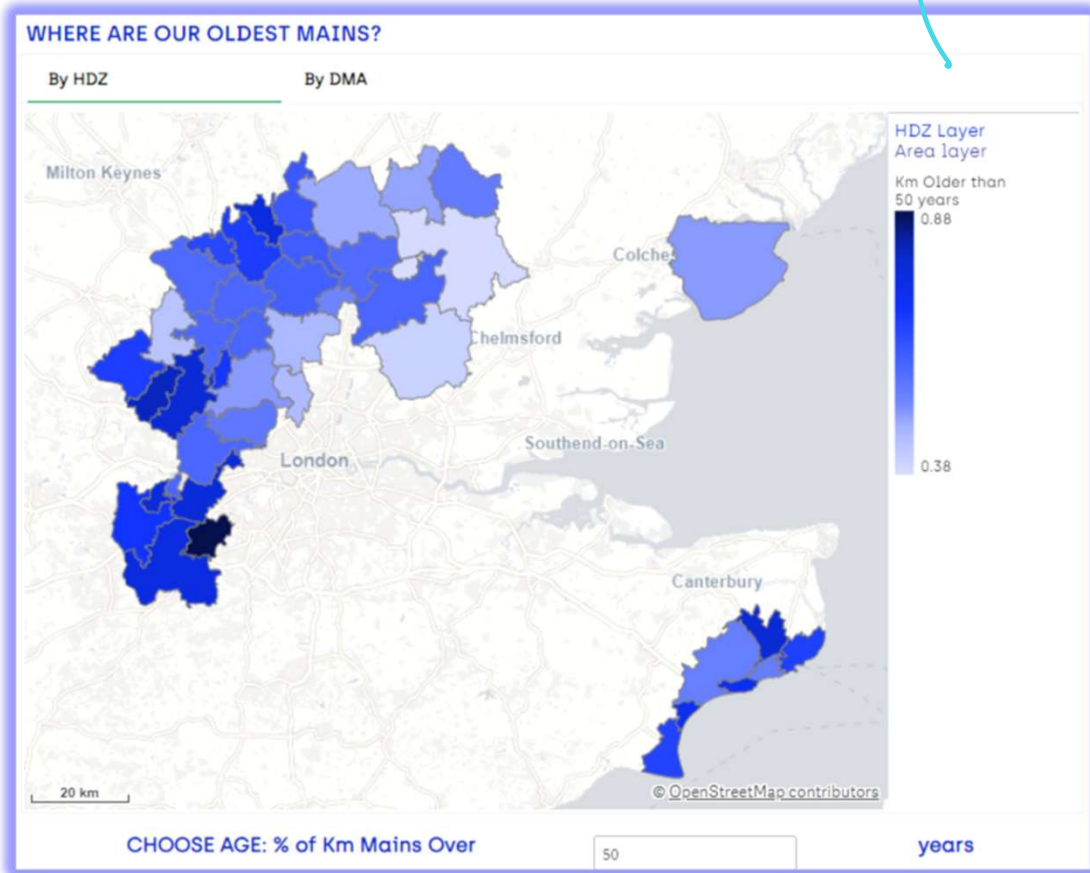 WHERE ARE OUR OLDEST MAINS?
By HDZ By DMA
HDZ Layer
Area layer
Km Older than
50 years
0.88
0.38
Milton Keynes
Colche
Chelmsford
Southend-on-Sea
London
Canterbury
20 km
© OpenStreetMap contributors
CHOOSE AGE: % of Km Mains Over 50 years